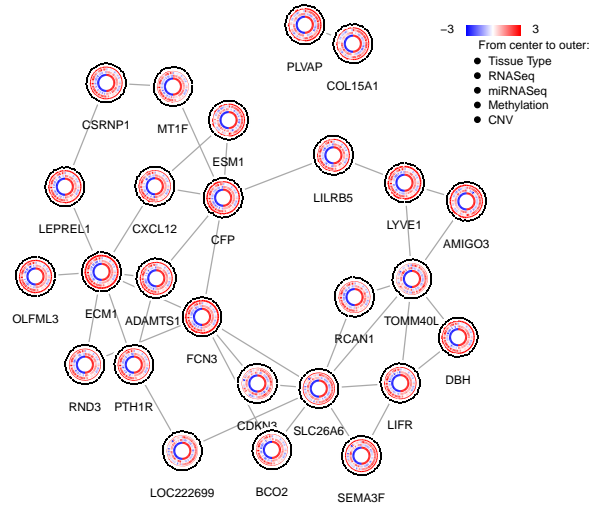 −3 3
From center to outer:
● Tissue Type
● RNASeq
● miRNASeq
● Methylation
● CNV
PLVAP
COL15A1
CSRNP1
MT1F
ESM1
LILRB5
LEPREL1
CXCL12
CFP
LYVE1
AMIGO3
OLFML3
ECM1
ADAMTS1
FCN3
RCAN1
TOMM40L
DBH
RND3
PTH1R
CDKN3
SLC26A6
LIFR
LOC222699
BCO2
SEMA3F